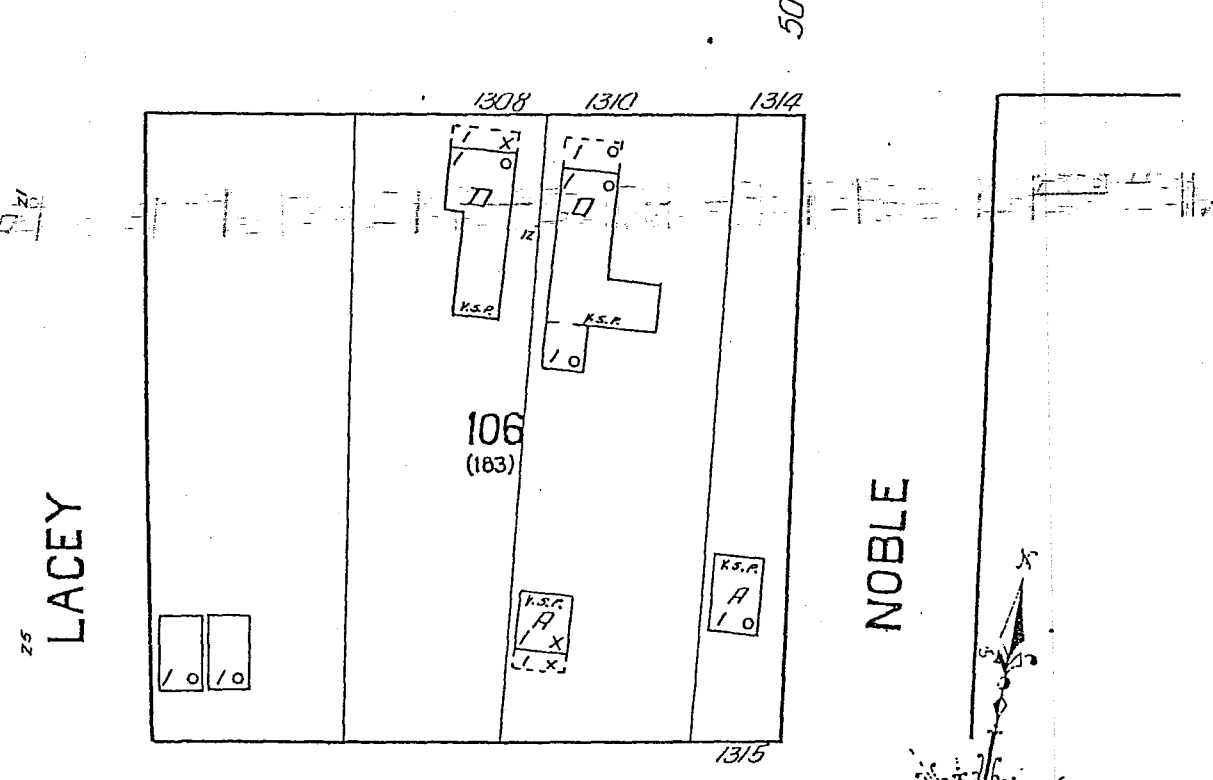 50
1308 1310 1314
1 X
1 O
1 O
1 O
D
D
21
12
K.S.P.
K.S.P.
1 O
106
(183)
LACEY
NOBLE
25
K.S.P.
A
1 O
K.S.P.
A
1 X
1 X
1 O
1 O
1315